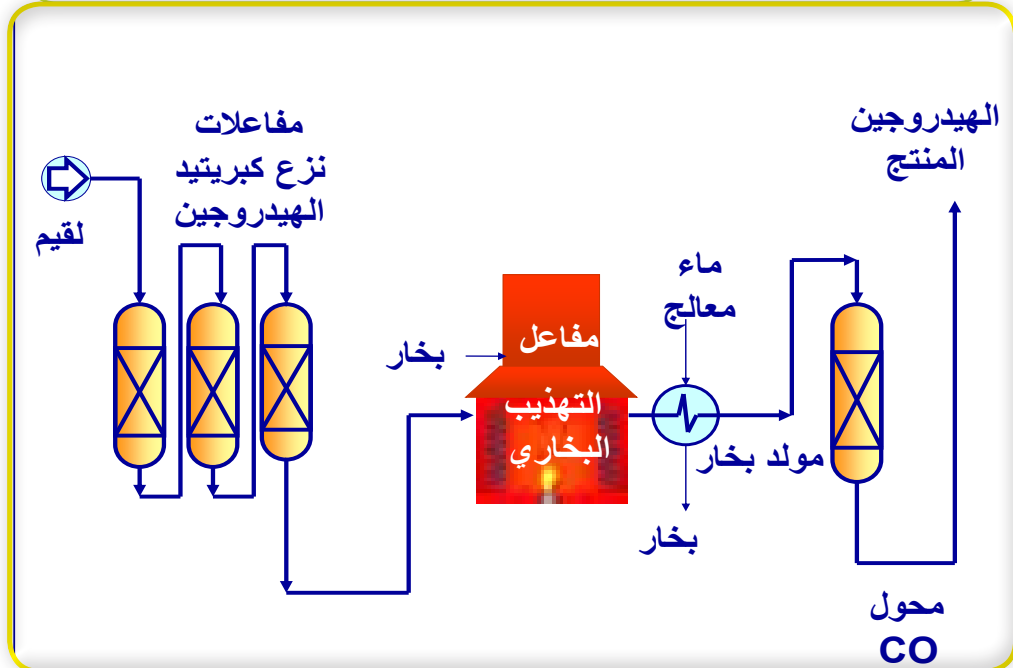 مفاعلات
نزع كبريتيد
الهيدروجين
لقيم
الهيدروجين
المنتج
ماء
معالج
بخار
مفاعل
التهذيب
البخاري
مولد بخار
بخار
محول
CO